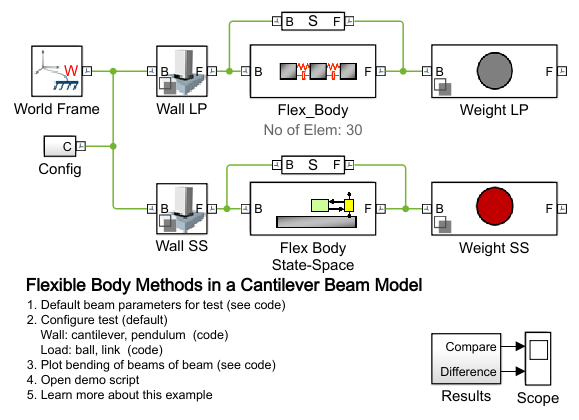 B S F
W
B F
B F
B F
World Frame
Wall LP
Flex_Body
Weight LP
No of Elem: 30
C
Config
B S F
B F
B F
B F
Wall SS
Flex Body
State-Space
Weight SS
Flexible Body Methods in a Cantilever Beam Model
1. Default beam parameters for test (see code)
2. Configure test (default)
Wall: cantilever, pendulum (code)
Load: ball, link (code)
3. Plot bending of beams of beam (see code)
4. Open demo script
5. Learn more about this example
Compare
Difference
Results
Scope